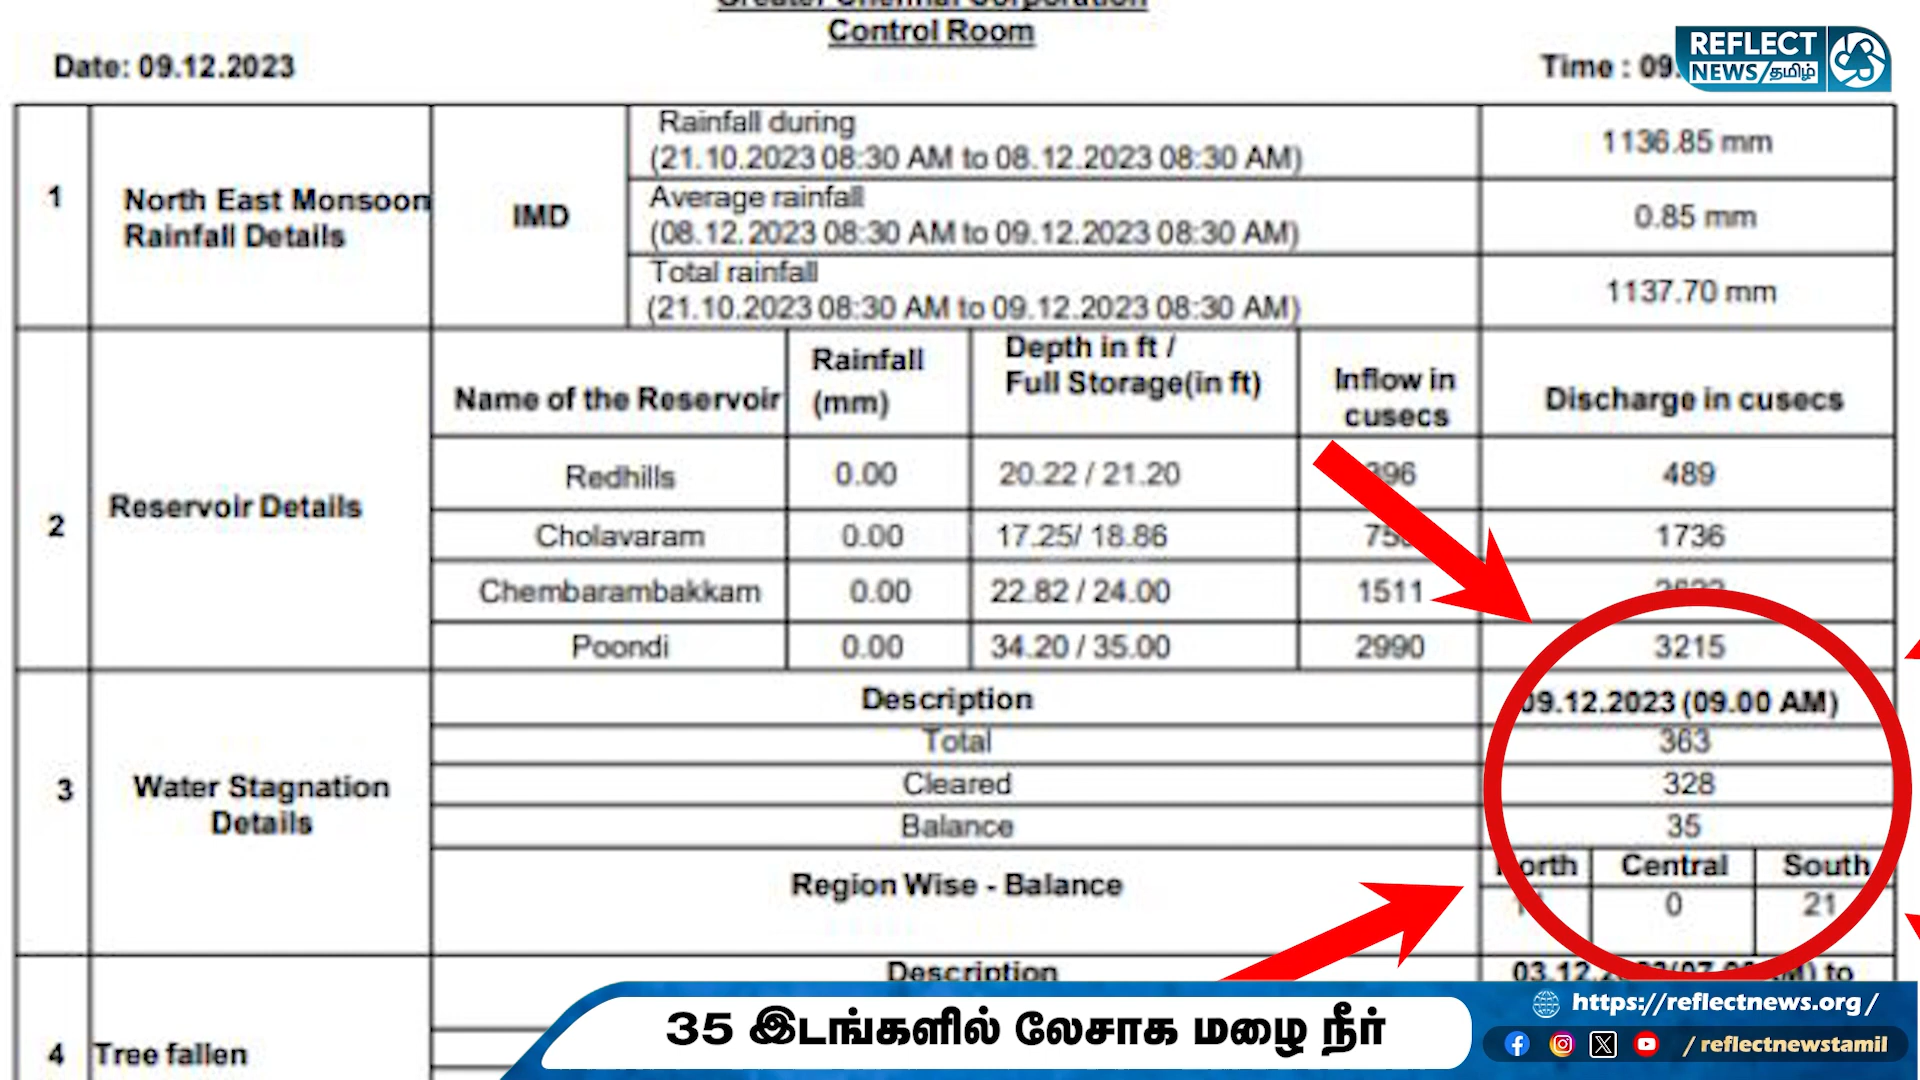 Greater Chennai Corporation
Control Room
Date: 09.12.2023
Time : 09.
REFLECT
NEWS/தமிழ்
1
North East Monsoon
Rainfall Details
IMD
Rainfall during
(21.10.2023 08:30 AM to 08.12.2023 08:30 AM)
1136.85 mm
Average rainfall
(08.12.2023 08:30 AM to 09.12.2023 08:30 AM)
0.85 mm
Total rainfall
(21.10.2023 08:30 AM to 09.12.2023 08:30 AM)
1137.70 mm
2
Reservoir Details
Name of the Reservoir
Rainfall
(mm)
Depth in ft /
Full Storage(in ft)
Inflow in
cusecs
Discharge in cusecs
Redhills 0.00 20.22 / 21.20 489
Cholavaram 0.00 17.25/ 18.86 1736
Chembarambakkam 0.00 22.82 / 24.00 1511
Poondi 0.00 34.20 / 35.00 2990 3215
3
Water Stagnation
Details
Description 09.12.2023 (09.00 AM)
Total 363
Cleared 328
Balance 35
Region Wise - Balance
North Central South
0 21
4
Tree fallen
Description
to
35 இடங்களில் லேசாக மழை நீர்
https://reflectnews.org/
/ reflectnewstamil